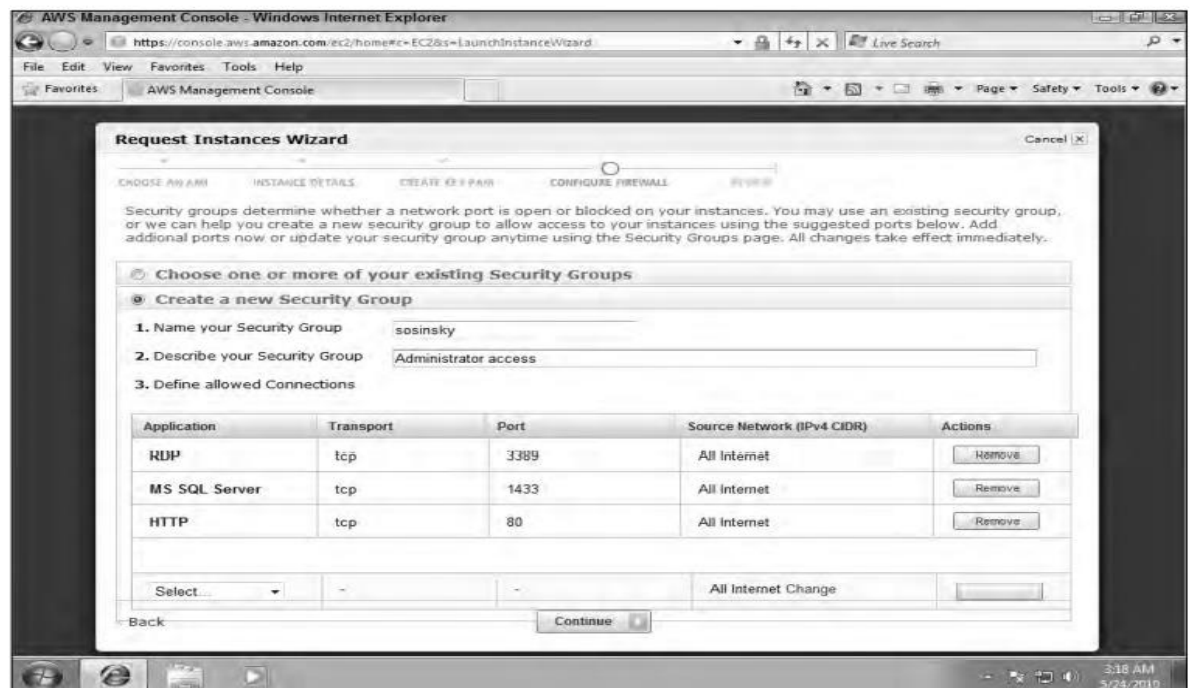 AWS Management Console - Windows Internet Explorer
https://console.aws.amazon.com/ec2/home#c=EC2&s=LaunchInstanceWizard
Live Search
File Edit View Favorites Tools Help
Favorites AWS Management Console Page Safety Tools
Request Instances Wizard Cancel X
CHOOSE AN AMI INSTANCE DETAILS CREATE KEY PAIR CONFIGURE FIREWALL REVIEW
Security groups determine whether a network port is open or blocked on your instances. You may use an existing security group,
or we can help you create a new security group to allow access to your instances using the suggested ports below. Add
addional ports now or update your security group anytime using the Security Groups page. All changes take effect immediately.
Choose one or more of your existing Security Groups
Create a new Security Group
1. Name your Security Group sosinsky
2. Describe your Security Group Administrator access
3. Define allowed Connections
Application Transport Port Source Network (IPv4 CIDR) Actions
RDP tcp 3389 All Internet Remove
MS SQL Server tcp 1433 All Internet Remove
HTTP tcp 80 All Internet Remove
Select... - - All Internet Change
Back Continue
3:18 AM
5/24/2010